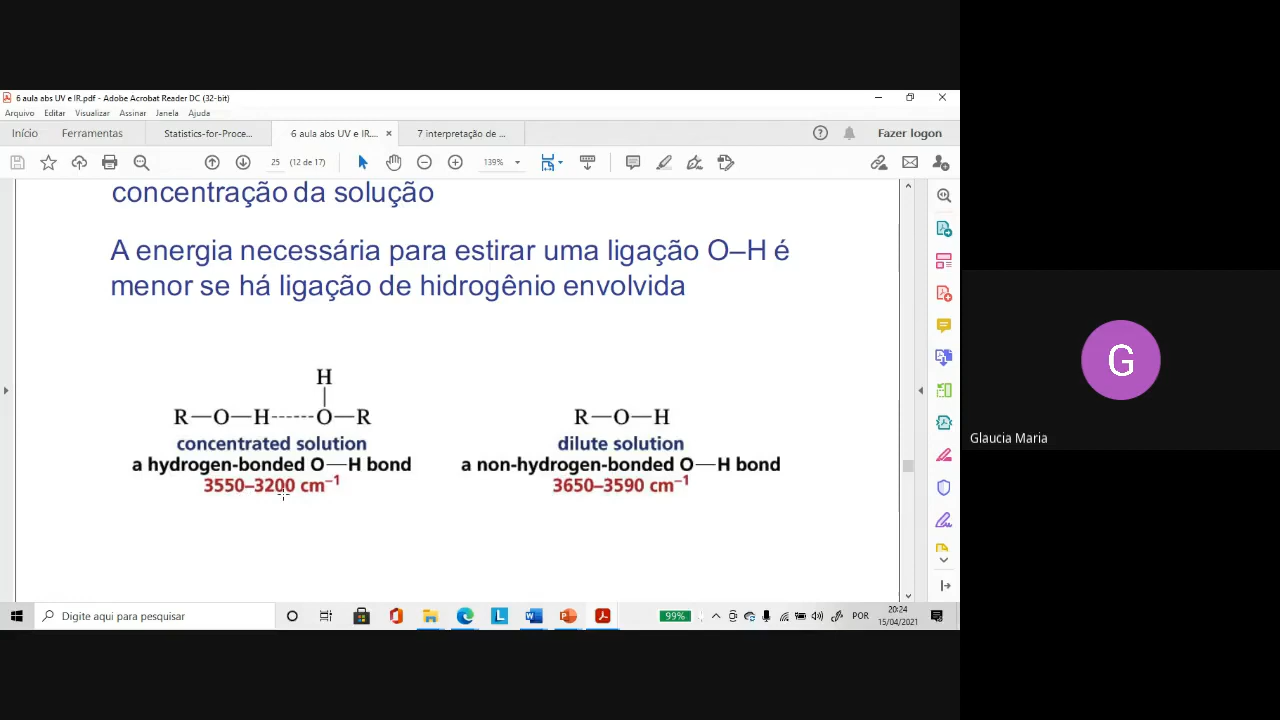 6 aula abs UV e IR.pdf - Adobe Acrobat Reader DC (32-bit)
Arquivo Editar Visualizar Assinar Janela Ajuda
Início Ferramentas Statistics-for-Proce... 6 aula abs UV e IR.... × 7 interpretação de ... Fazer logon
25 (12 de 17) 139%
concentração da solução
A energia necessária para estirar uma ligação O–H é
menor se há ligação de hidrogênio envolvida
H
R—O—H-----O—R
concentrated solution
a hydrogen-bonded O—H bond
3550–3200 cm⁻¹
R—O—H
dilute solution
a non-hydrogen-bonded O—H bond
3650–3590 cm⁻¹
G
Glaucia Maria
Digite aqui para pesquisar
99%
POR
20:24
15/04/2021